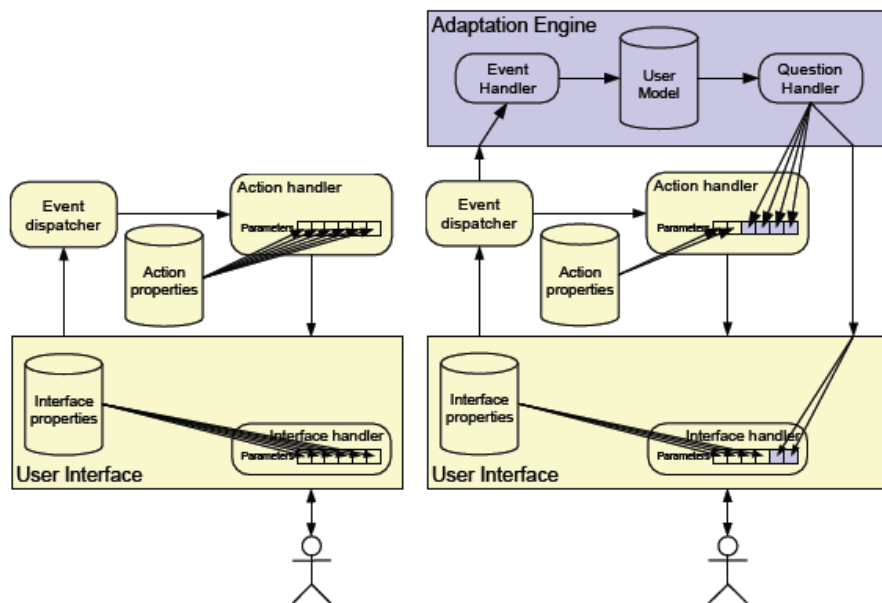 Adaptation Engine
Event
Handler
User
Model
Question
Handler
Action handler
Event
dispatcher
Parameters
Action
properties
Interface
properties
Interface handler
Parameters
User Interface
Action handler
Event
dispatcher
Parameters
Action
properties
Interface
properties
Interface handler
Parameters
User Interface